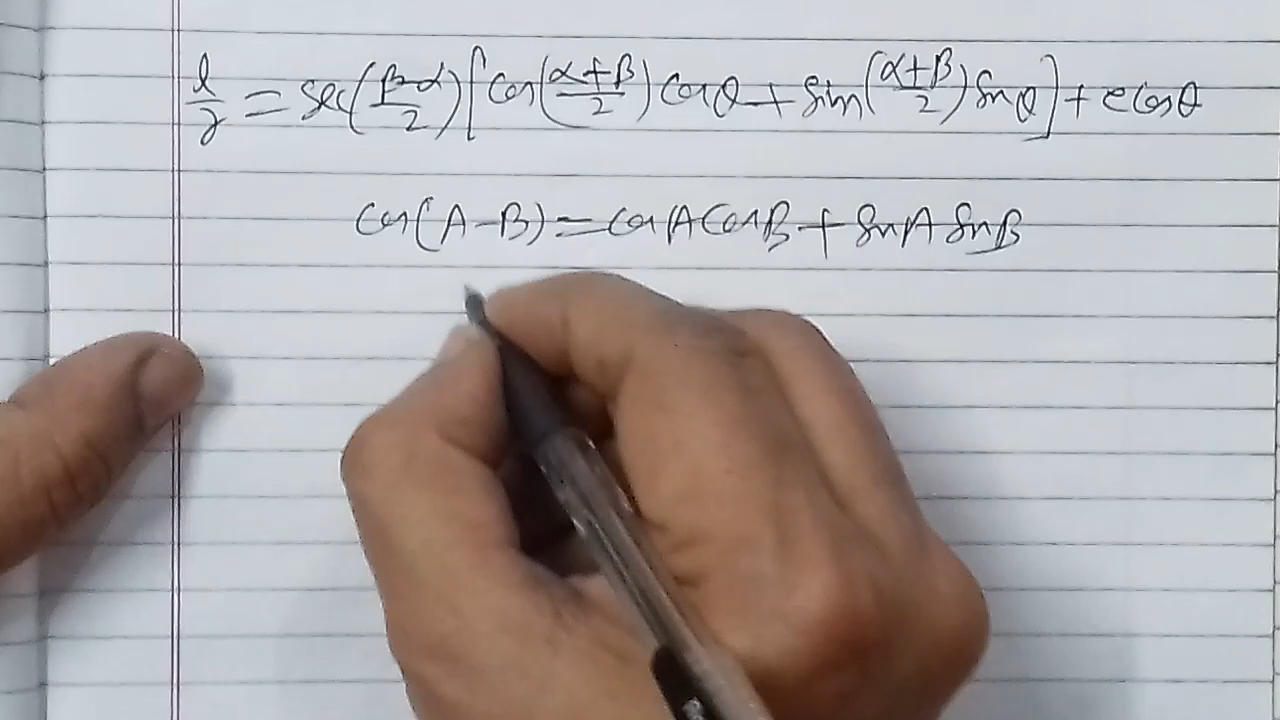 l/r = sec(β-α/2)[cos(α+β/2)cosθ + sin(α+β/2)sinθ] + e cosθ
cos(A-B) = cosA cosB + sinA sinB